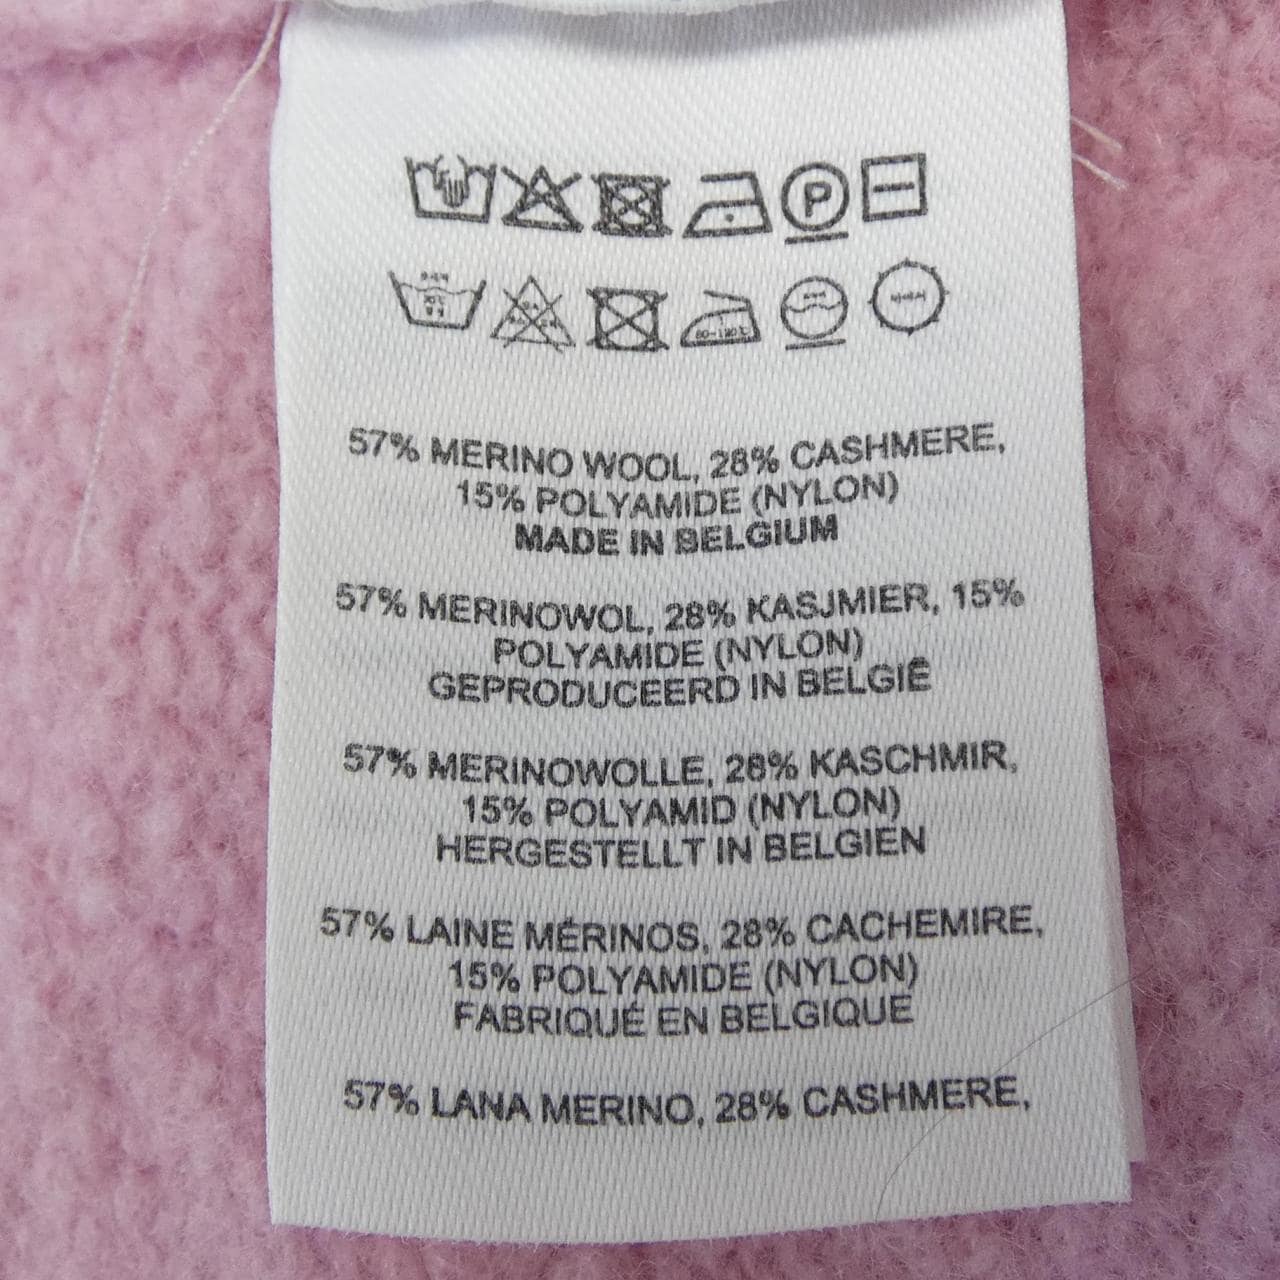 P
57% MERINO WOOL, 28% CASHMERE,
15% POLYAMIDE (NYLON)
MADE IN BELGIUM
57% MERINOWOL, 28% KASJMIER, 15%
POLYAMIDE (NYLON)
GEPRODUCEERD IN BELGIË
57% MERINOWOLLE, 28% KASCHMIR,
15% POLYAMID (NYLON)
HERGESTELLT IN BELGIEN
57% LAINE MÉRINOS, 28% CACHEMIRE,
15% POLYAMIDE (NYLON)
FABRIQUÉ EN BELGIQUE
57% LANA MERINO, 28% CASHMERE,